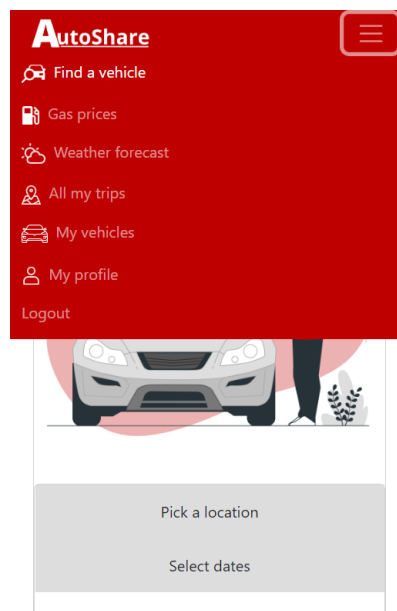 AutoShare
Find a vehicle
Gas prices
Weather forecast
All my trips
My vehicles
My profile
Logout
Pick a location
Select dates